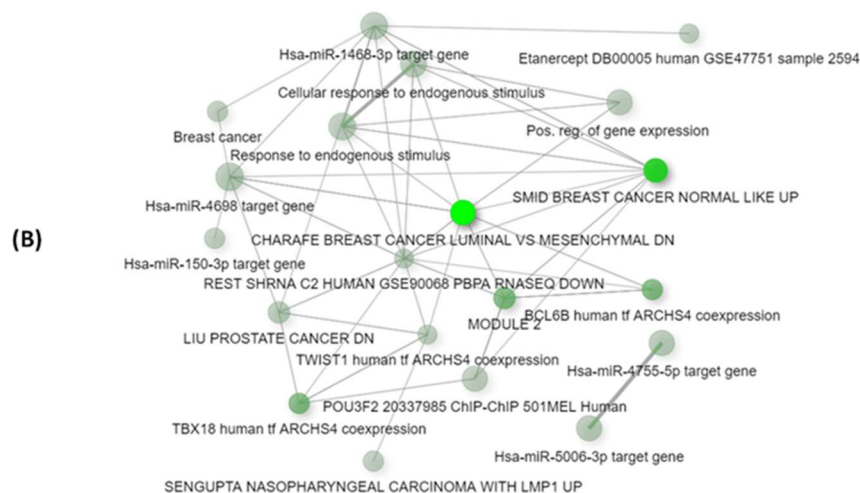 Hsa-miR-1468-3p target gene
Etanercept DB00005 human GSE47751 sample 2594
Cellular response to endogenous stimulus
Pos. reg. of gene expression
Breast cancer
Response to endogenous stimulus
SMID BREAST CANCER NORMAL LIKE UP
Hsa-miR-4698 target gene
(B)
CHARAFE BREAST CANCER LUMINAL VS MESENCHYMAL DN
Hsa-miR-150-3p target gene
REST SHRNA C2 HUMAN GSE90068 PBPA RNASEQ DOWN
BCL6B human tf ARCHS4 coexpression
MODULE 2
LIU PROSTATE CANCER DN
TWIST1 human tf ARCHS4 coexpression
Hsa-miR-4755-5p target gene
POU3F2 20337985 ChIP-ChIP 501MEL Human
TBX18 human tf ARCHS4 coexpression
Hsa-miR-5006-3p target gene
SENGUPTA NASOPHARYNGEAL CARCINOMA WITH LMP1 UP